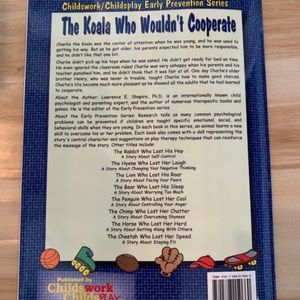 Childswork/Childsplay Early Prevention Series
The Koala Who Wouldn't Cooperate
Charlie the Koala was the center of attention when he was young, and he was used to
getting his own way. But as he got older, his parents expected him to be more responsible,
and he didn't like that one bit.
Charlie didn't pick up his toys when he was asked. He didn't get ready for bed on time.
He even ignored the classroom rules! Charlie was very unhappy when his parents and his
teacher punished him, and he didn't think that it was fair at all. One day Charlie's older
brother Henry, who was never in trouble, taught Charlie how to make good choices.
Charlie's life became much more pleasant as he showed all the adults that he had learned
to cooperate.
About the Author: Lawrence E. Shapiro, Ph.D. is an internationally known child
psychologist and parenting expert, and the author of numerous therapeutic books and
games. He is the editor of the Early Prevention series.
About the Early Prevention Series: Research tells us many common psychological
problems can be prevented if children are taught specific emotional, social, and
behavioral skills when they are young. In each book in this series, an animal learns a new
skill to overcome his or her problem. Each book also comes with a doll representing the
story's central character and suggestions for play therapy techniques that can reinforce
the message of the story. Other titles include:
The Rabbit Who Lost His Hop
A Story About Self-Control
The Hyena Who Lost Her Laugh
A Story About Changing Your Negative Thinking
The Lion Who Lost His Roar
A Story About Facing Your Fears
The Bear Who Lost His Sleep
A Story About Worrying Too Much
The Penguin Who Lost Her Cool
A Story About Controlling Your Anger
The Chimp Who Lost Her Chatter
A Story About Overcoming Shyness
The Horse Who Lost His Herd
A Story About Getting Along With Others
The Cheetah Who Lost Her Speed
A Story About Staying Fit
Published by
Childswork
Childsplay